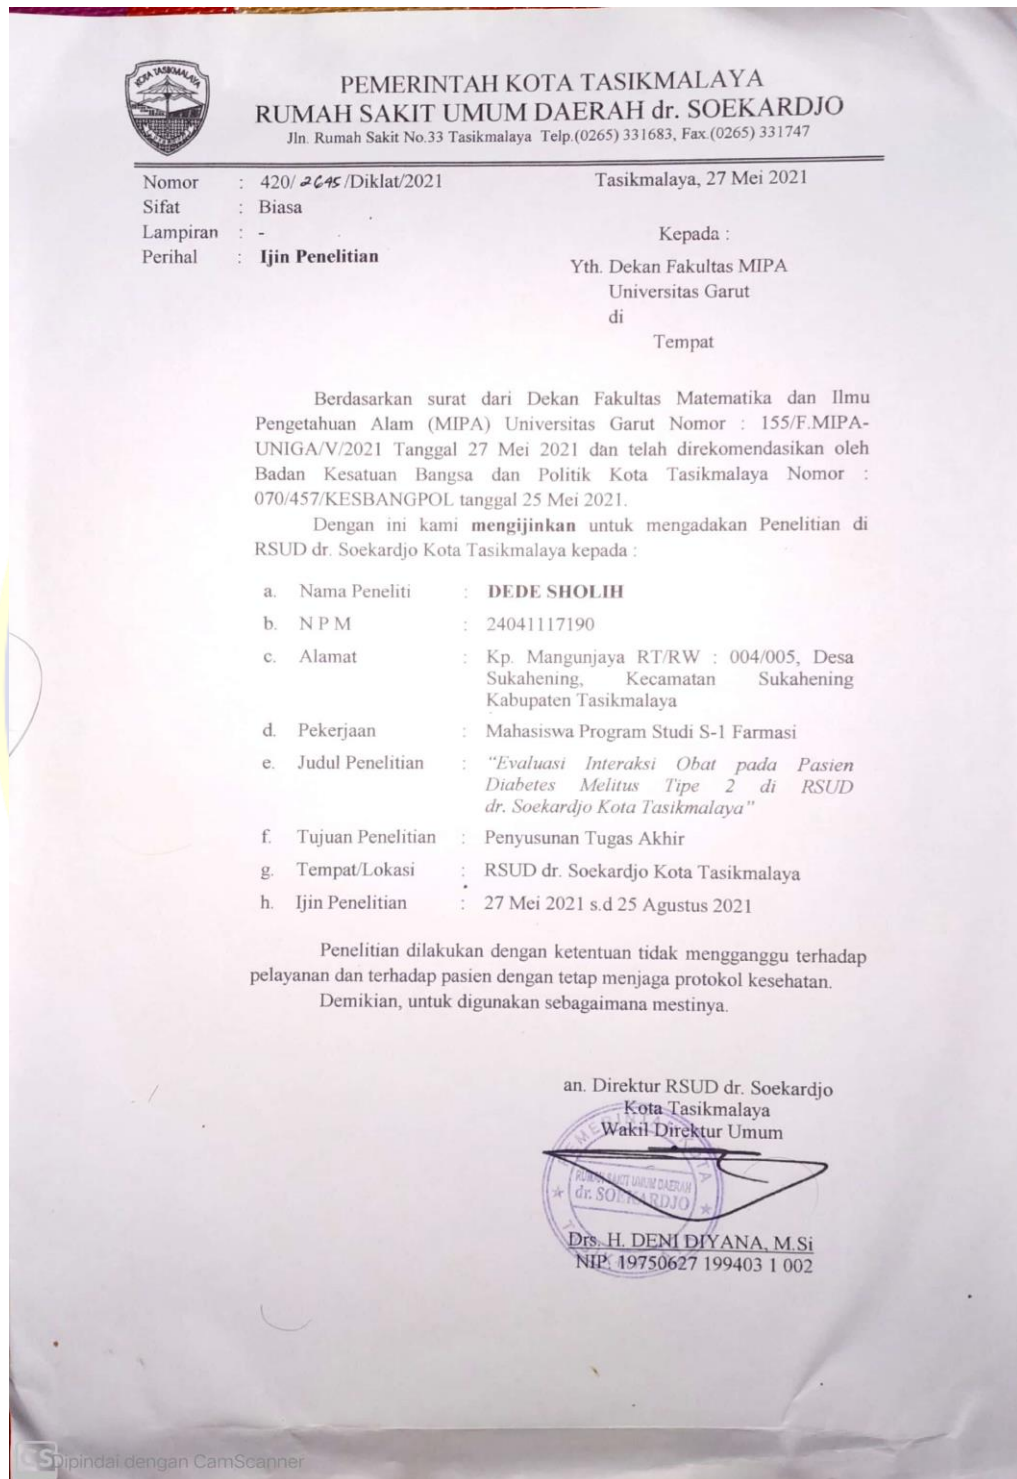 KOTA TASIKMALAYA
PEMERINTAH KOTA TASIKMALAYA
RUMAH SAKIT UMUM DAERAH dr. SOEKARDJO
Jln. Rumah Sakit No.33 Tasikmalaya Telp.(0265) 331683, Fax.(0265) 331747
Nomor : 420/ 2645 /Diklat/2021
Sifat : Biasa
Lampiran : -
Perihal : Ijin Penelitian
Tasikmalaya, 27 Mei 2021
Kepada :
Yth. Dekan Fakultas MIPA
Universitas Garut
di
Tempat
Berdasarkan surat dari Dekan Fakultas Matematika dan Ilmu
Pengetahuan Alam (MIPA) Universitas Garut Nomor : 155/F.MIPA-
UNIGA/V/2021 Tanggal 27 Mei 2021 dan telah direkomendasikan oleh
Badan Kesatuan Bangsa dan Politik Kota Tasikmalaya Nomor :
070/457/KESBANGPOL tanggal 25 Mei 2021.
Dengan ini kami mengijinkan untuk mengadakan Penelitian di
RSUD dr. Soekardjo Kota Tasikmalaya kepada :
a. Nama Peneliti : DEDE SHOLIH
b. N P M : 24041117190
c. Alamat : Kp. Mangunjaya RT/RW : 004/005, Desa
Sukahening, Kecamatan Sukahening
Kabupaten Tasikmalaya
d. Pekerjaan : Mahasiswa Program Studi S-1 Farmasi
e. Judul Penelitian : “Evaluasi Interaksi Obat pada Pasien
Diabetes Melitus Tipe 2 di RSUD
dr. Soekardjo Kota Tasikmalaya”
f. Tujuan Penelitian : Penyusunan Tugas Akhir
g. Tempat/Lokasi : RSUD dr. Soekardjo Kota Tasikmalaya
h. Ijin Penelitian : 27 Mei 2021 s.d 25 Agustus 2021
Penelitian dilakukan dengan ketentuan tidak mengganggu terhadap
pelayanan dan terhadap pasien dengan tetap menjaga protokol kesehatan.
Demikian, untuk digunakan sebagaimana mestinya.
an. Direktur RSUD dr. Soekardjo
Kota Tasikmalaya
Wakil Direktur Umum
PEMERINTAH KOTA
RUMAH SAKIT UMUM DAERAH
dr. SOEKARDJO
Drs. H. DENI DIYANA, M.Si
NIP. 19750627 199403 1 002
CS Dipindai dengan CamScanner